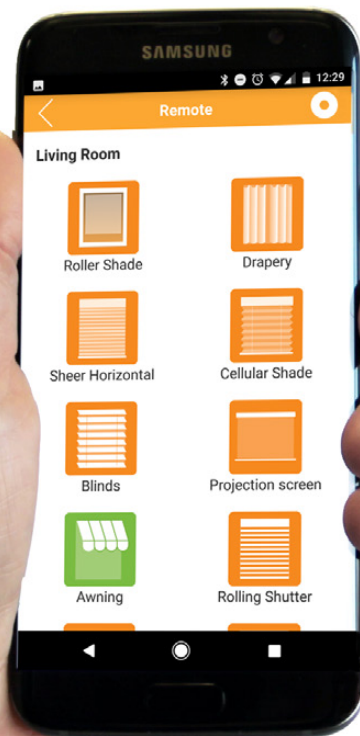 SAMSUNG
12:29
Remote
Living Room
Roller Shade
Drapery
Sheer Horizontal
Cellular Shade
Blinds
Projection screen
Awning
Rolling Shutter